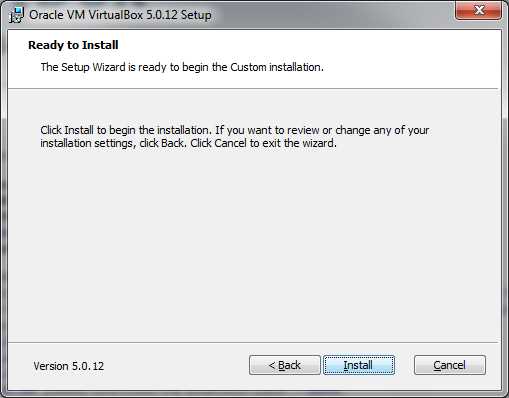 Oracle VM VirtualBox 5.0.12 Setup
Ready to Install
The Setup Wizard is ready to begin the Custom installation.
Click Install to begin the installation. If you want to review or change any of your
installation settings, click Back. Click Cancel to exit the wizard.
Version 5.0.12
< Back
Install
Cancel